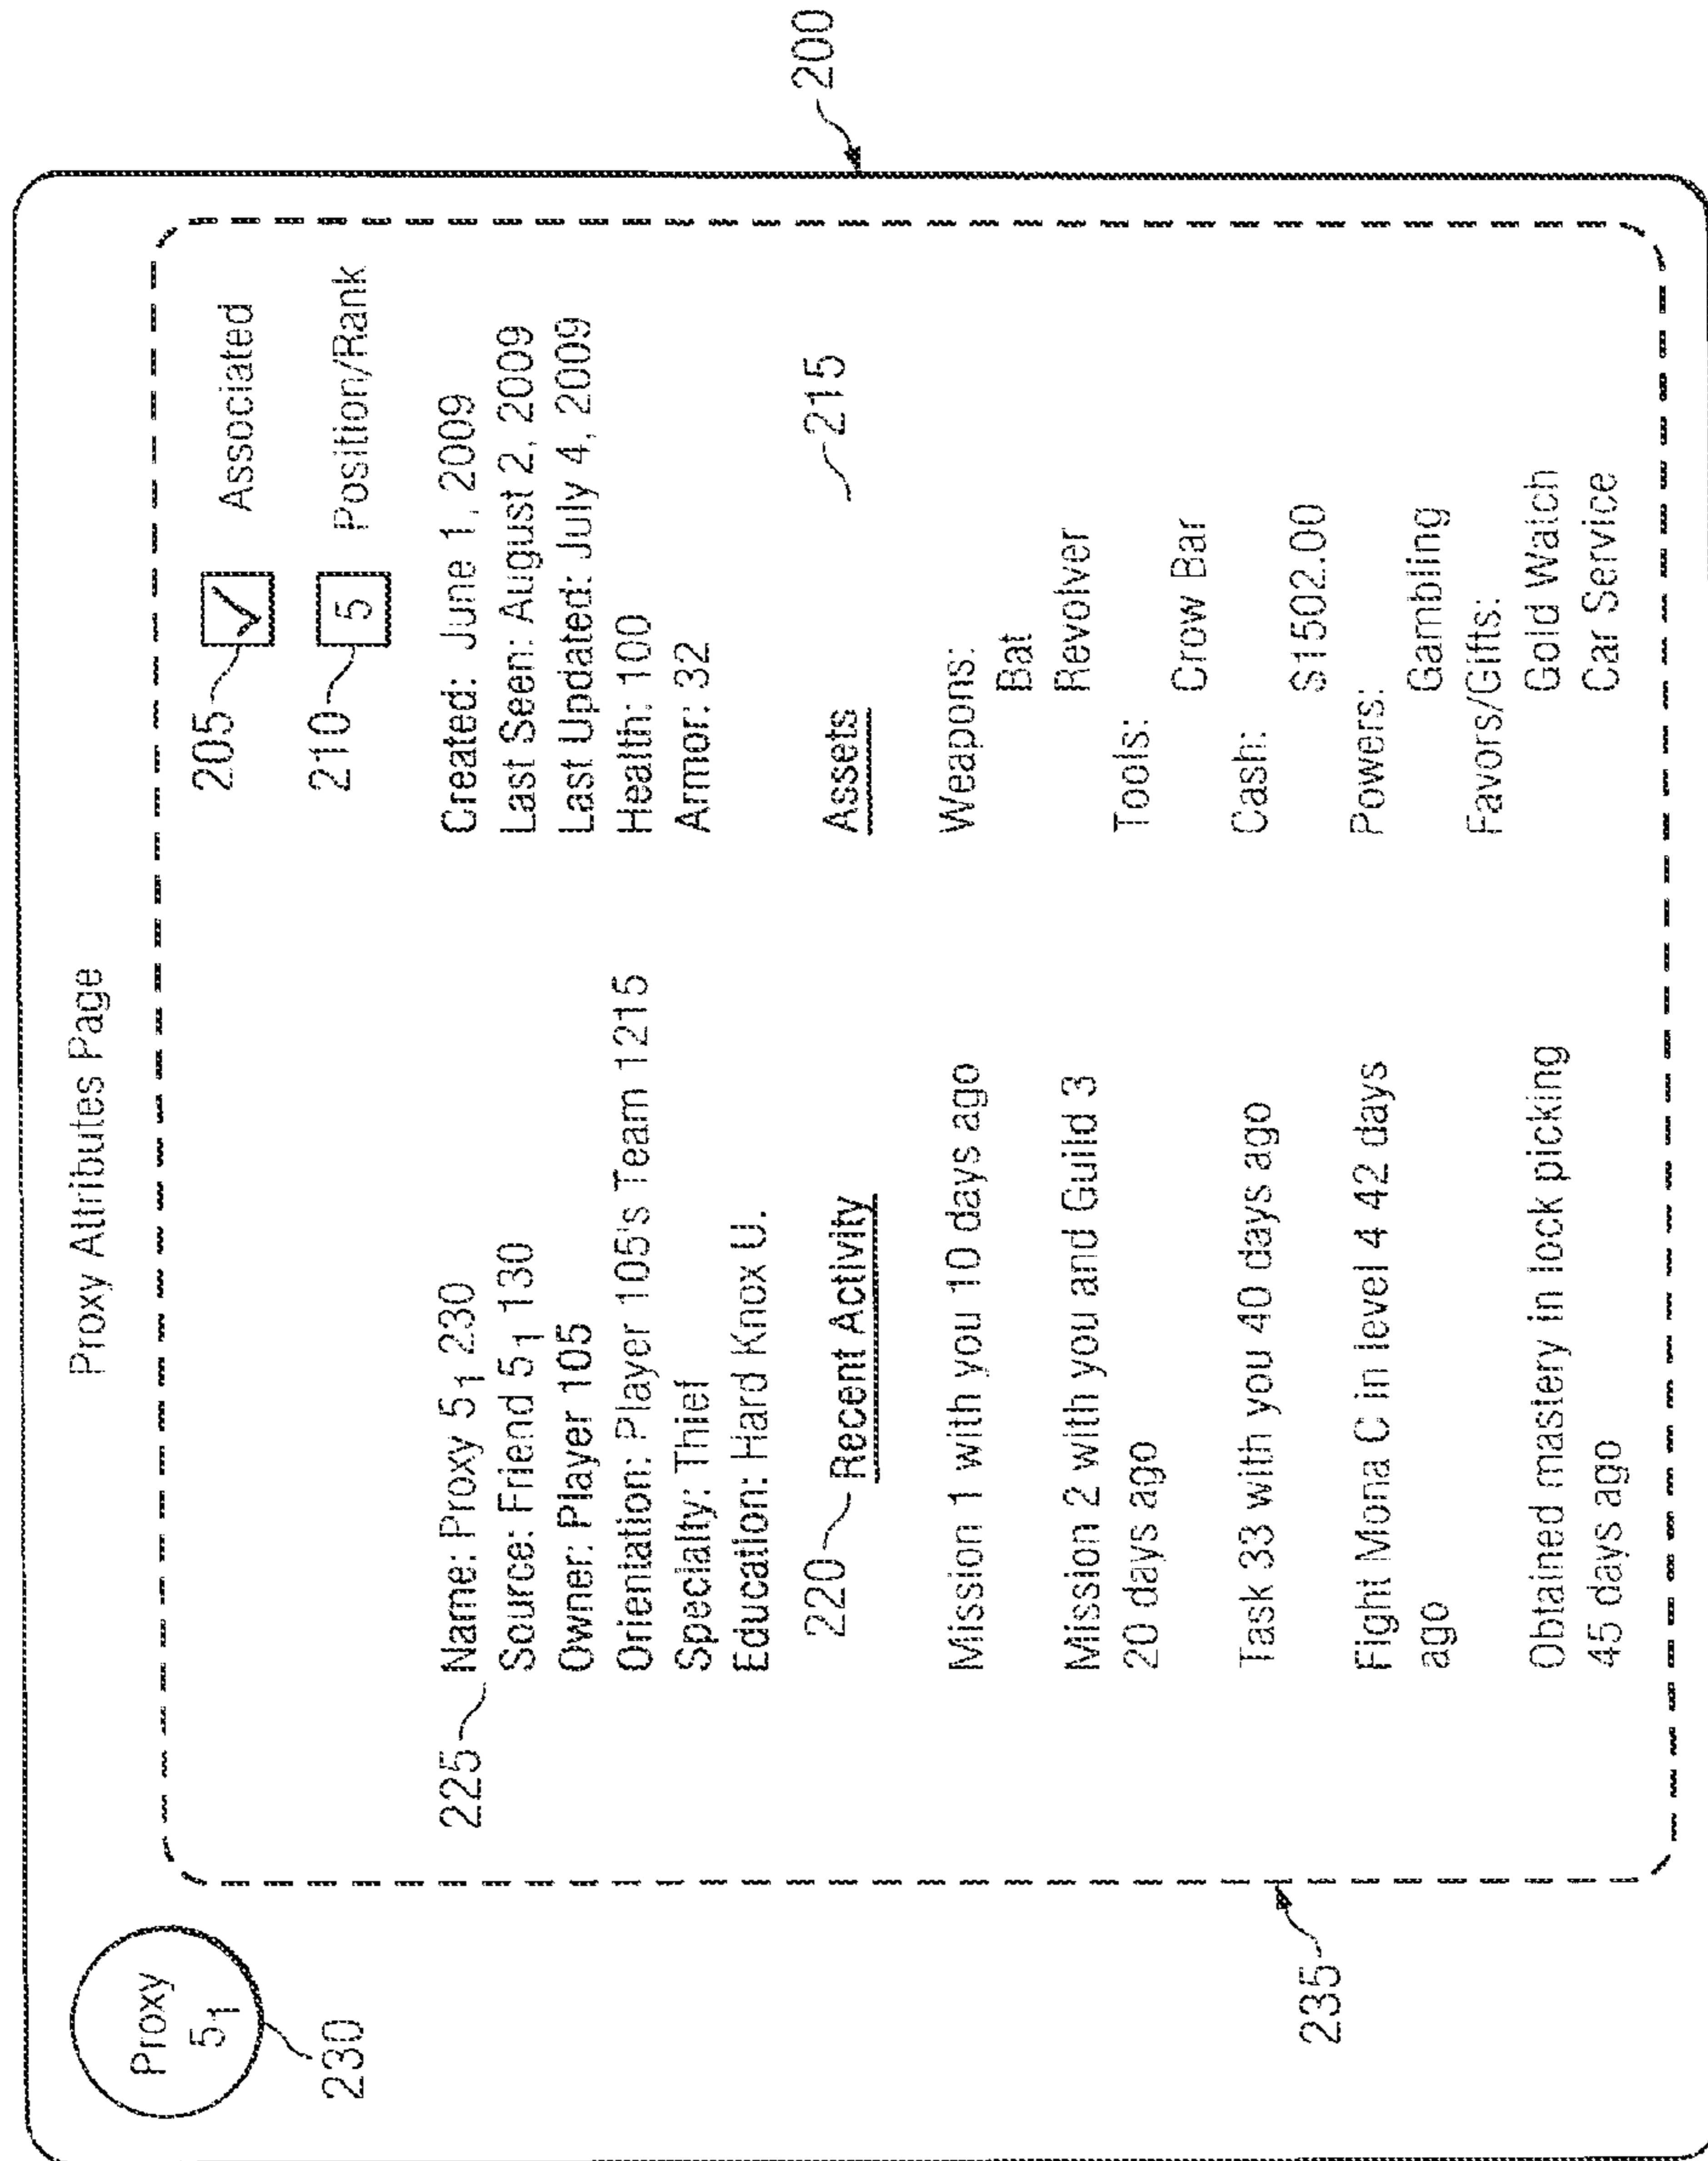 Proxy Attributes Page
Proxy
5₁
230
205
Associated
210
5
Position/Rank
225
Name: Proxy 5₁ 230
Source: Friend 5₁ 130
Owner: Player 105
Orientation: Player 105's Team 1215
Specialty: Thief
Education: Hard Knox U.
Created: June 1, 2009
Last Seen: August 2, 2009
Last Updated: July 4, 2009
Health: 100
Armor: 32
220
Recent Activity
Mission 1 with you 10 days ago
Mission 2 with you and Guild 3
20 days ago
Task 33 with you 40 days ago
Fight Mona C in level 4 42 days
ago
Obtained mastery in lock picking
45 days ago
Assets
215
Weapons:
Bat
Revolver
Tools:
Crow Bar
Cash:
$1502.00
Powers:
Gambling
Favors/Gifts:
Gold Watch
Car Service
235
200